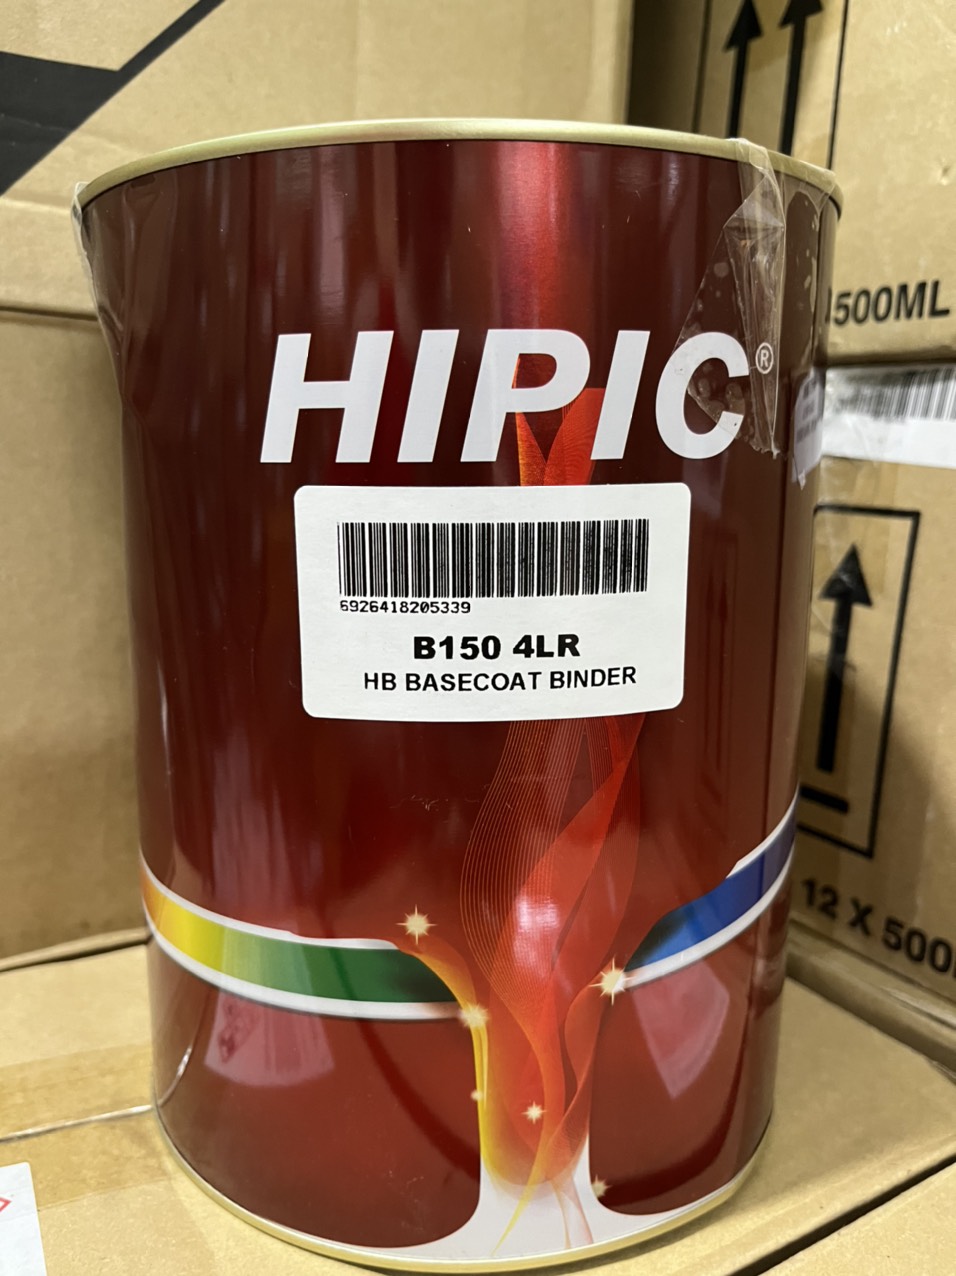 HIPIC®
6926418205339
B150 4LR
HB BASECOAT BINDER
500ML
12 X 500